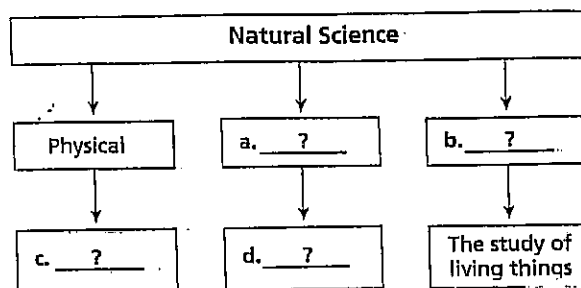 Natural Science
Physical
a. ?
b. ?
c. ?
d. ?
The study of
living things